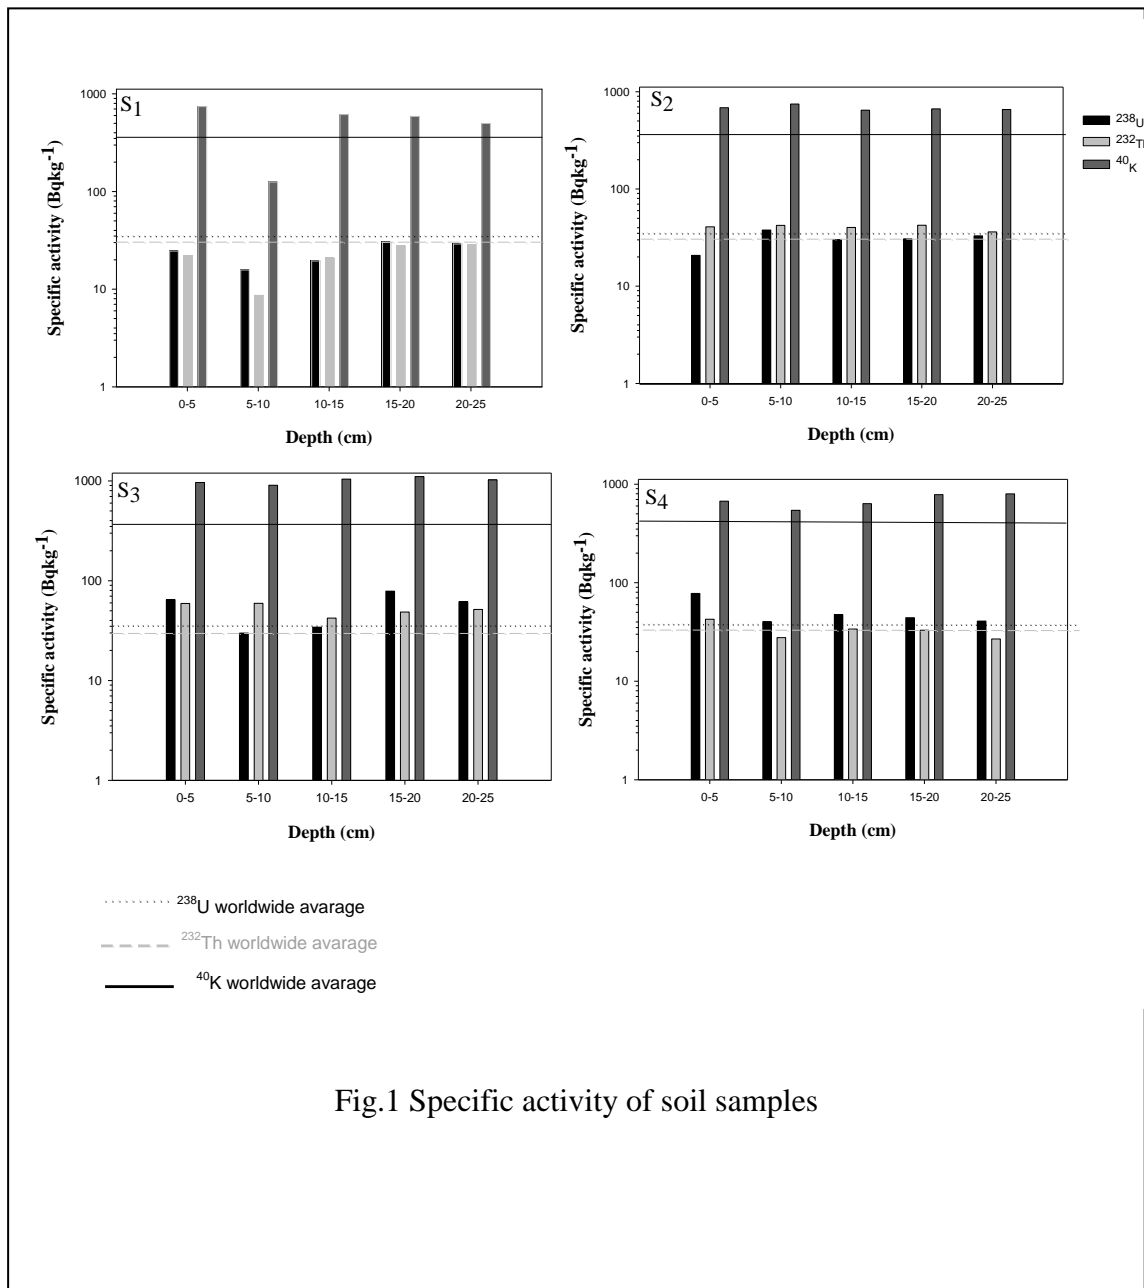 S1
1000
100
10
1
Specific activity (Bqkg-1)
0-5 5-10 10-15 15-20 20-25
Depth (cm)
S2
1000
100
10
1
Specific activity (Bqkg-1)
0-5 5-10 10-15 15-20 20-25
Depth (cm)
238U
232Th
40K
S3
1000
100
10
1
Specific activity (Bqkg-1)
0-5 5-10 10-15 15-20 20-25
Depth (cm)
S4
1000
100
10
1
Specific activity (Bqkg-1)
0-5 5-10 10-15 15-20 20-25
Depth (cm)
238U worldwide avarage
232Th worldwide avarage
40K worldwide avarage
Fig.1 Specific activity of soil samples